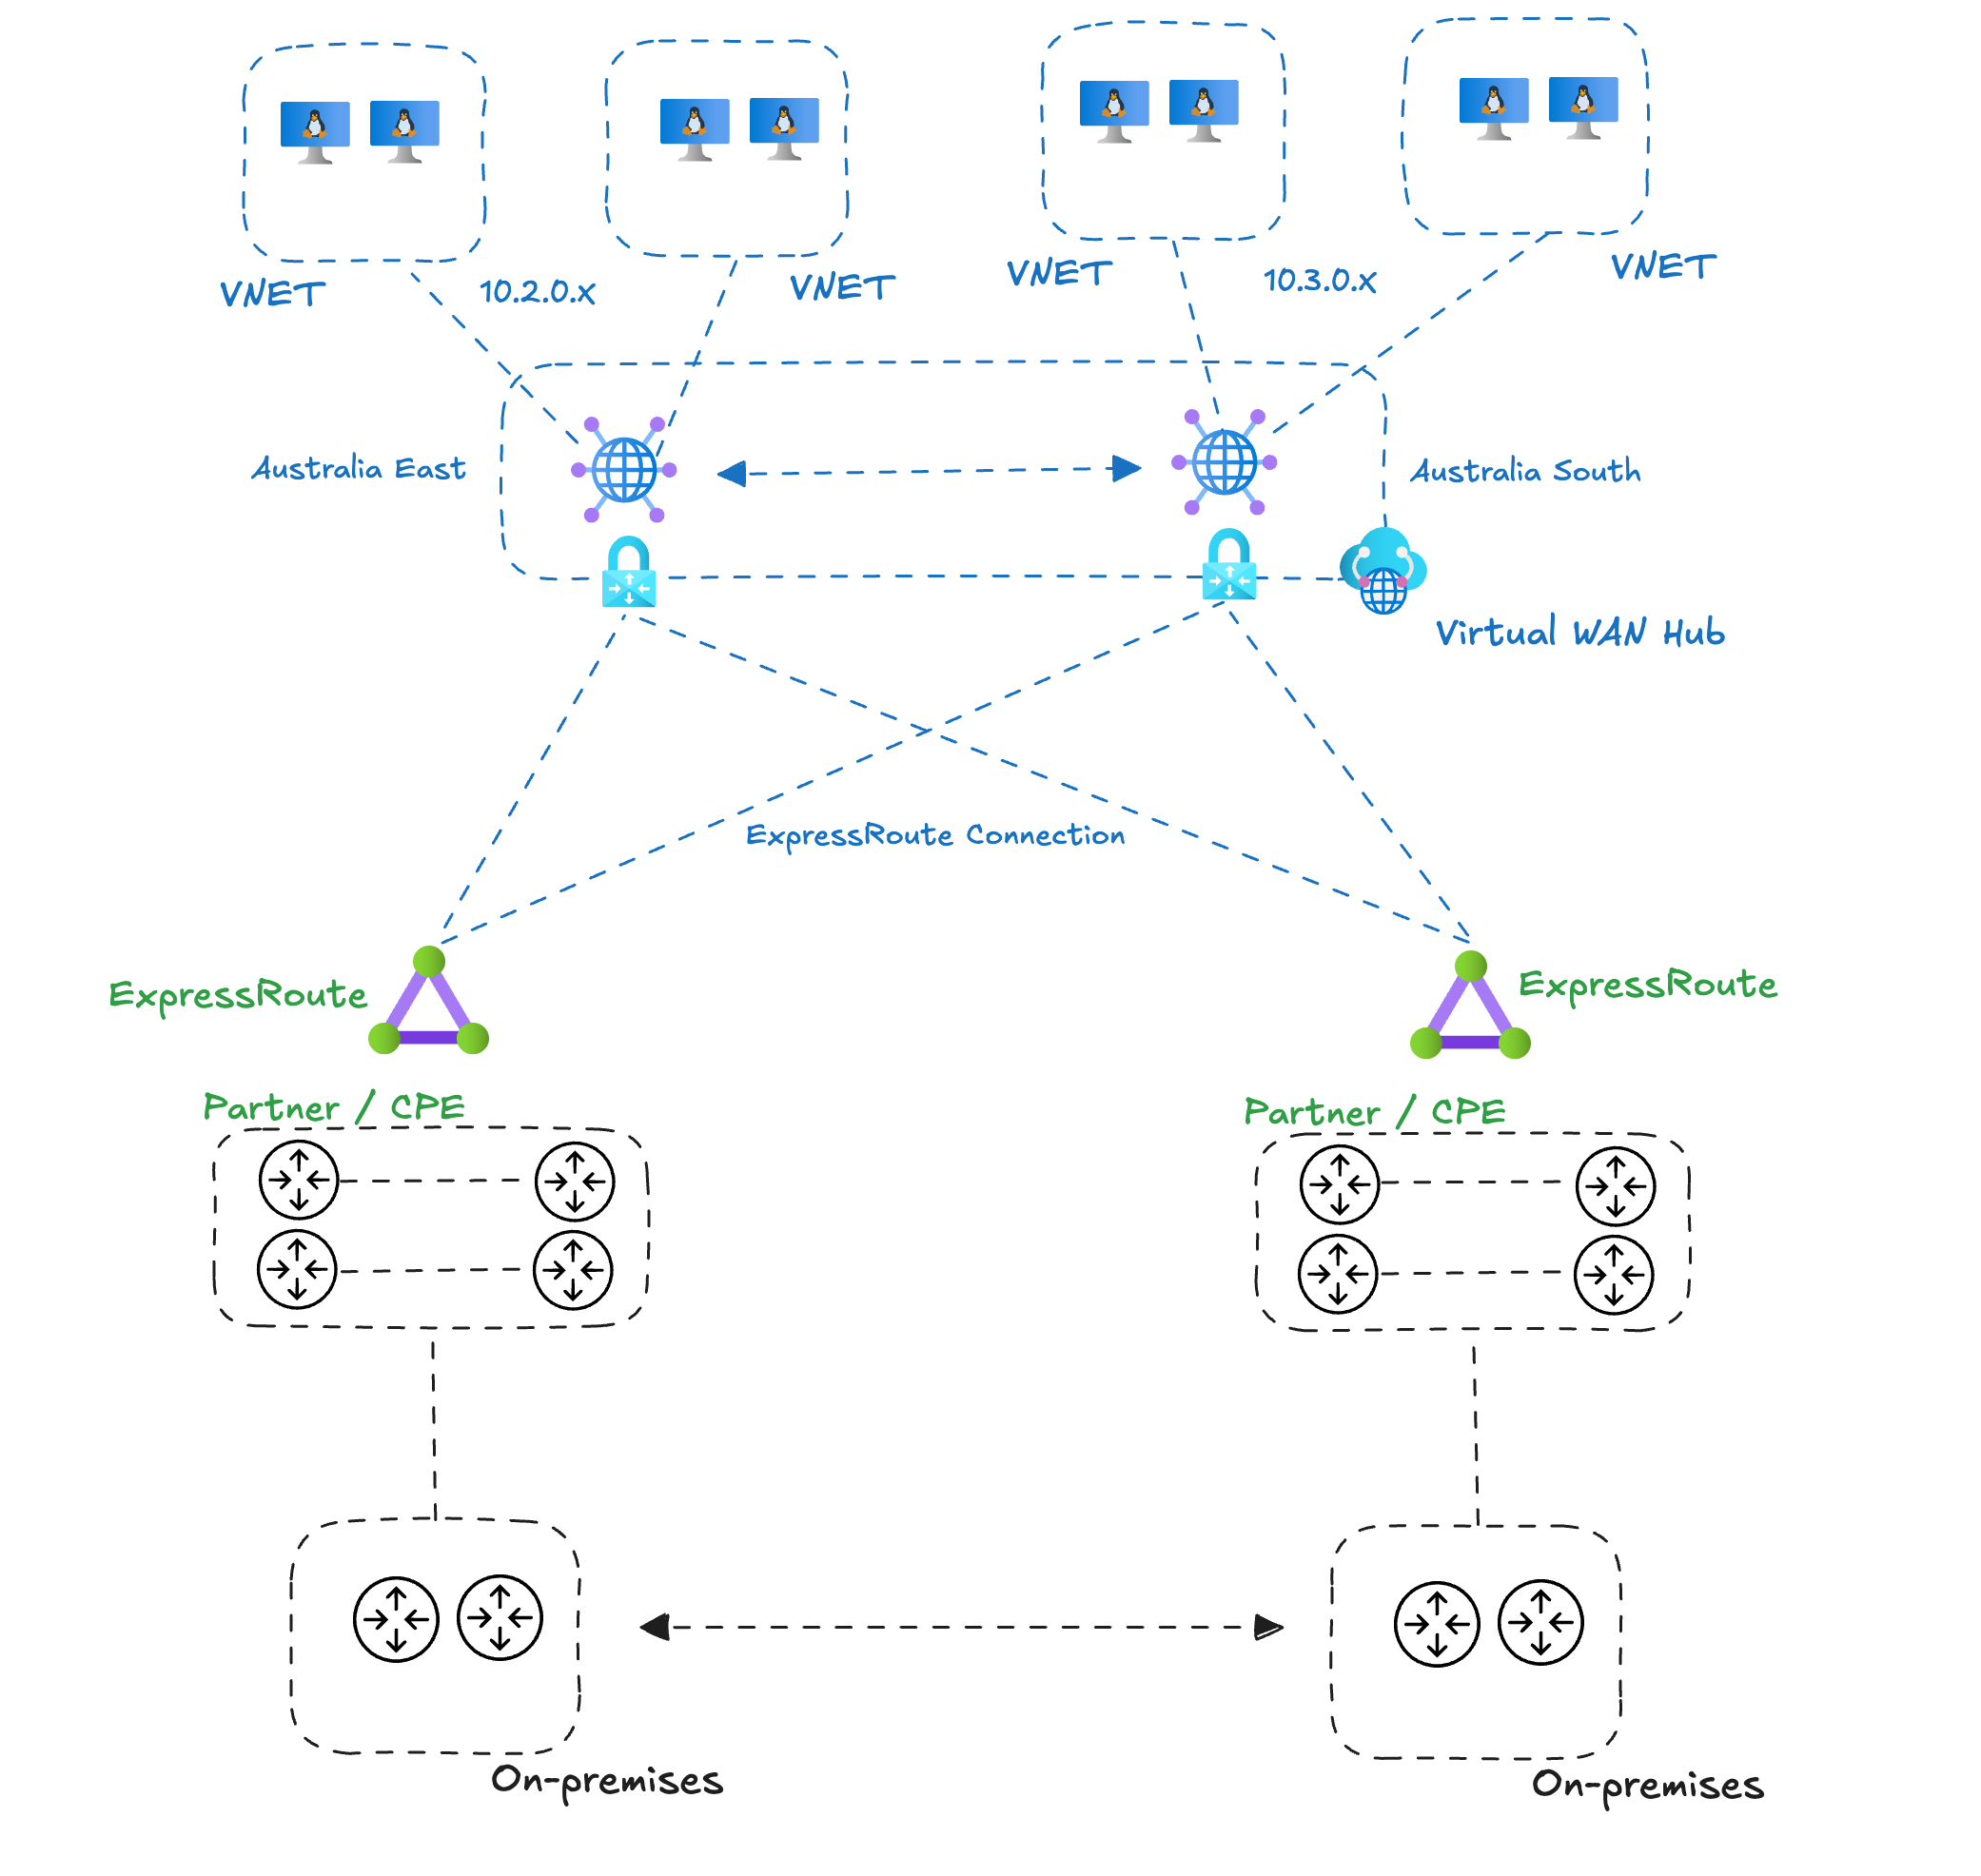 VNET
10.2.0.x
VNET
VNET
10.3.0.x
VNET
Australia East
Australia South
Virtual WAN Hub
ExpressRoute Connection
ExpressRoute
ExpressRoute
Partner / CPE
Partner / CPE
On-premises
On-premises